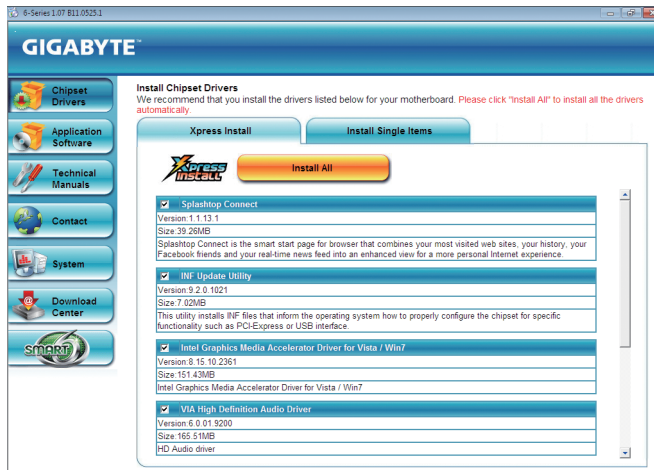 6-Series 1.07 B11.0525.1
GIGABYTE™
Chipset
Drivers
Application
Software
Technical
Manuals
Contact
System
Download
Center
SMART
Install Chipset Drivers
We recommend that you install the drivers listed below for your motherboard. Please click "Install All" to install all the drivers
automatically.
Xpress Install
Install Single Items
Xpress
Install
Install All
Splashtop Connect
Version:1.1.13.1
Size:39.26MB
Splashtop Connect is the smart start page for browser that combines your most visited web sites, your history, your
Facebook friends and your real-time news feed into an enhanced view for a more personal Internet experience.
INF Update Utility
Version:9.2.0.1021
Size:7.02MB
This utility installs INF files that inform the operating system how to properly configure the chipset for specific
functionality such as PCI-Express or USB interface.
Intel Graphics Media Accelerator Driver for Vista / Win7
Version:8.15.10.2361
Size:151.43MB
Intel Graphics Media Accelerator Driver for Vista / Win7
VIA High Definition Audio Driver
Version:6.0.01.9200
Size:165.51MB
HD Audio driver